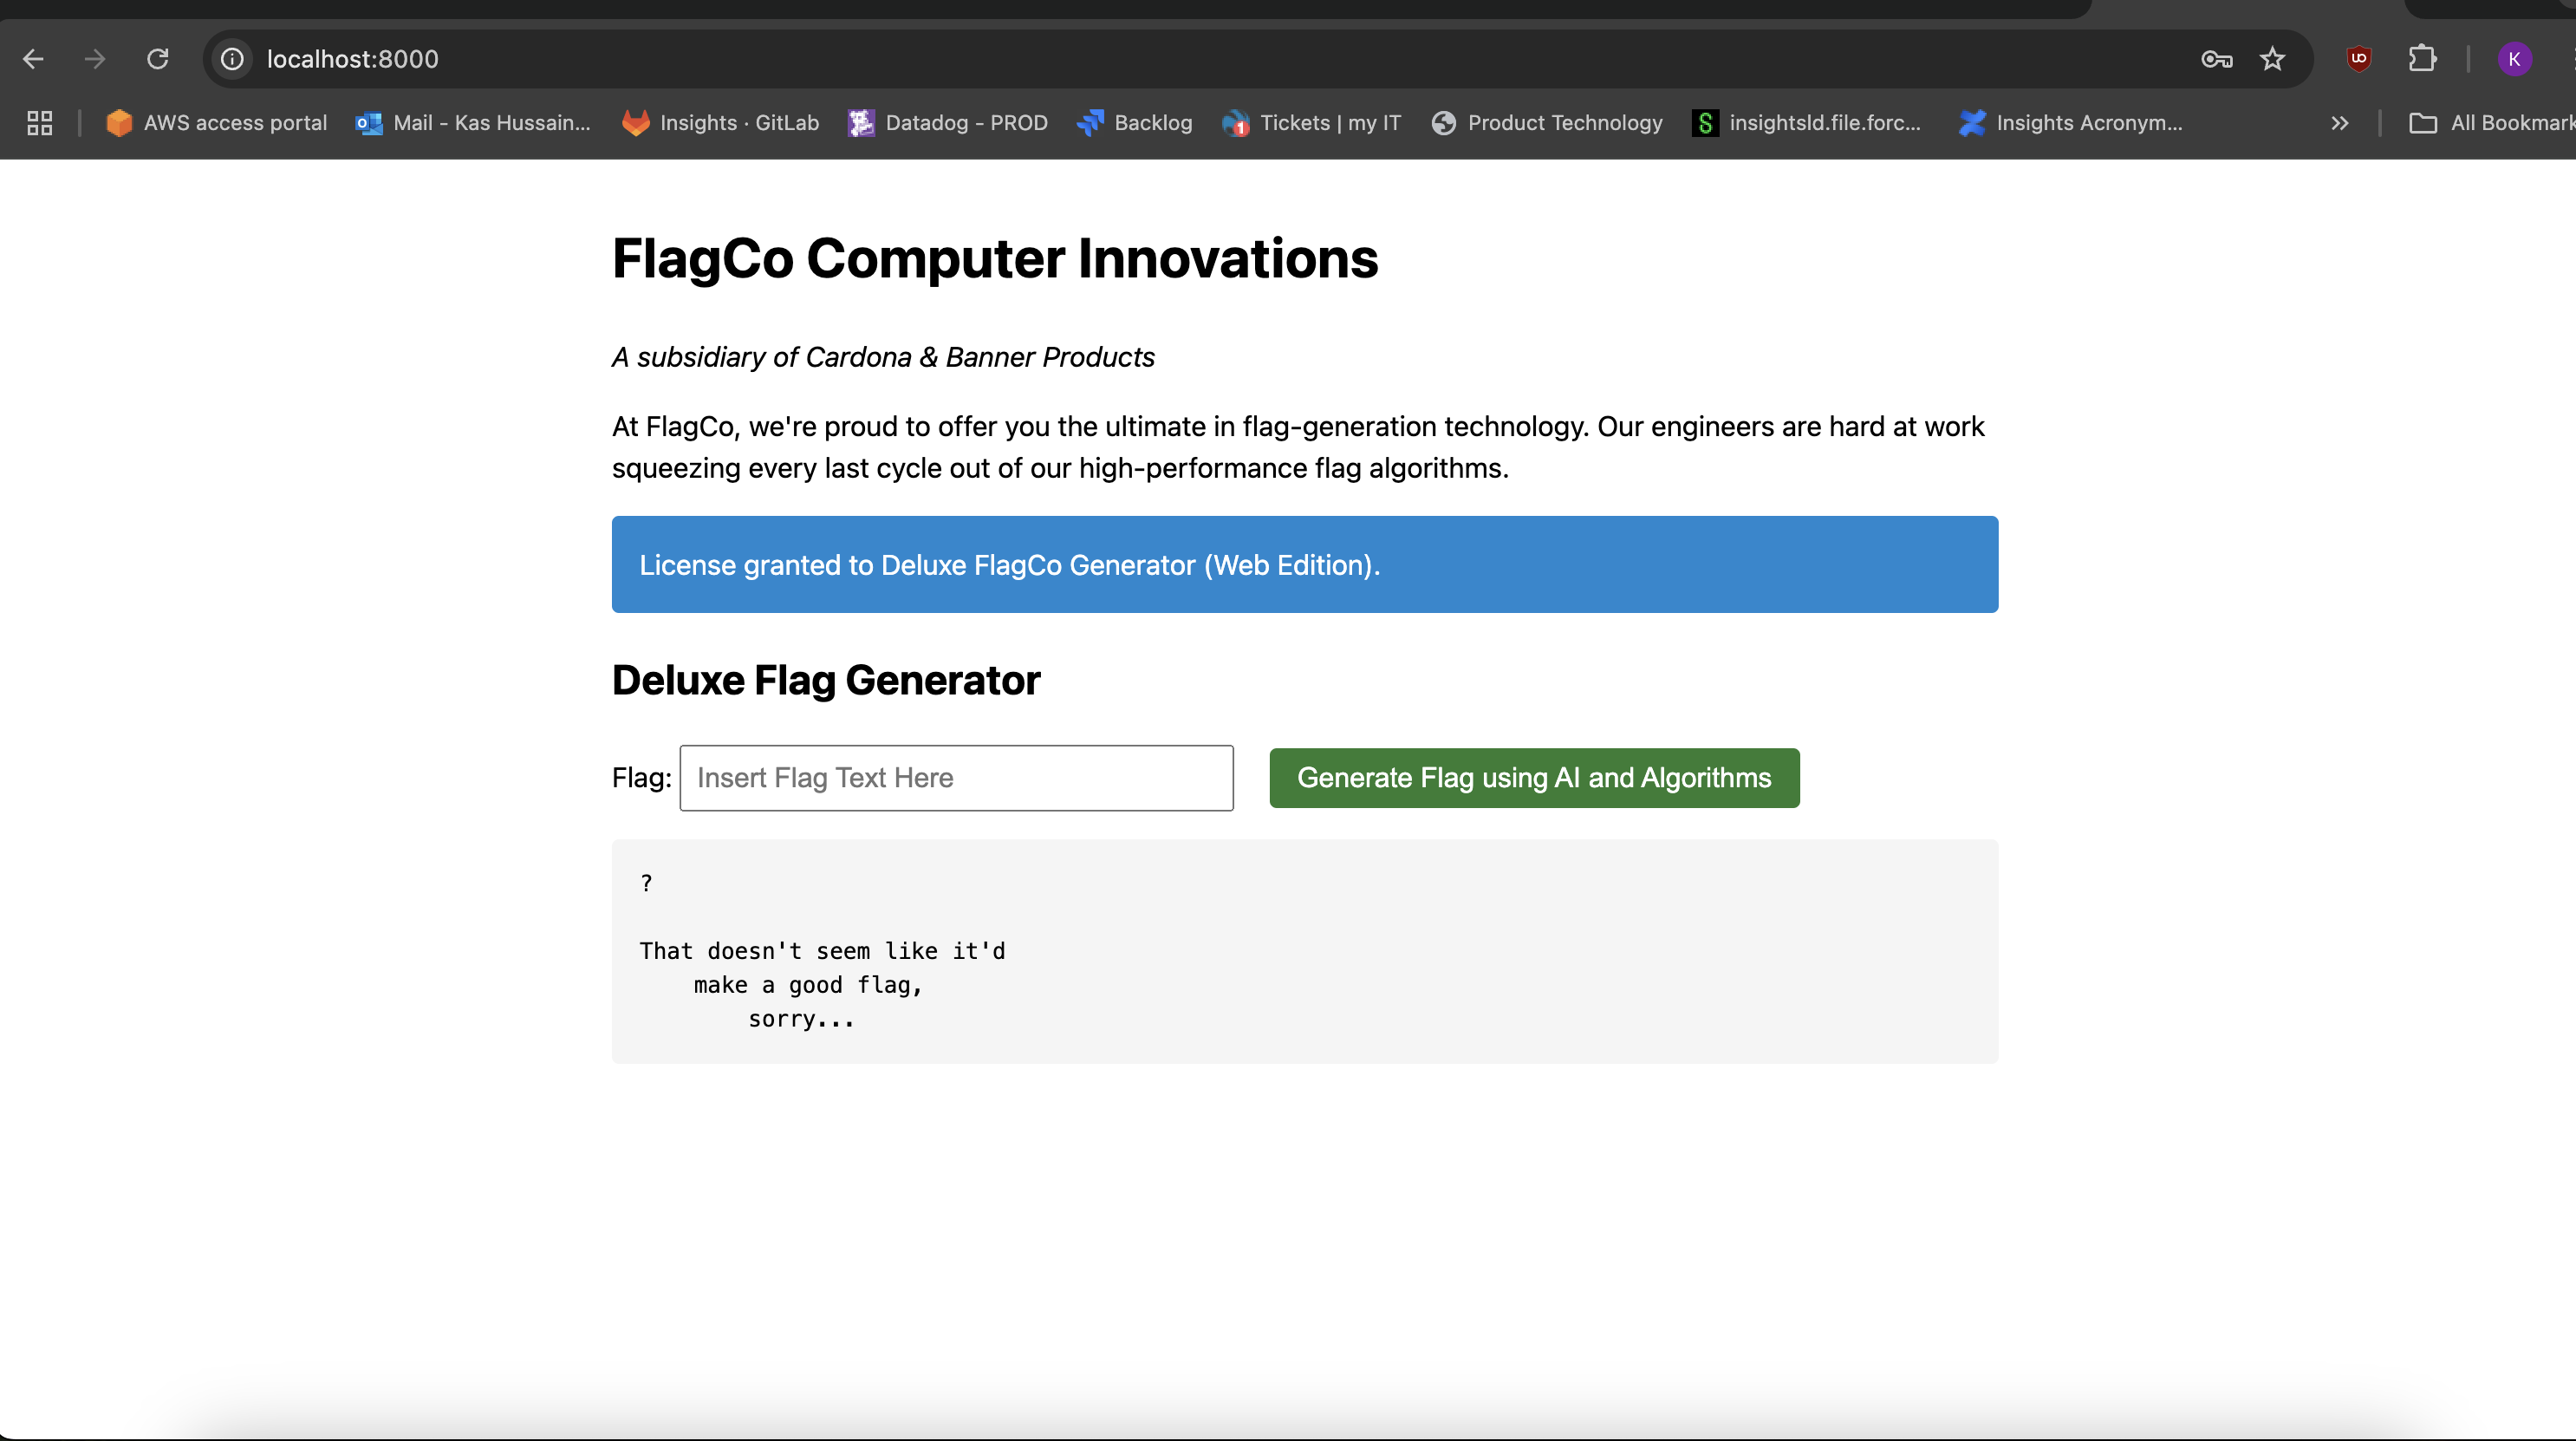 localhost:8000
K
AWS access portal
Mail - Kas Hussain...
Insights · GitLab
Datadog - PROD
Backlog
1
Tickets | my IT
Product Technology
S
insightsld.file.forc...
Insights Acronym...
»
All Bookmark
FlagCo Computer Innovations
A subsidiary of Cardona & Banner Products
At FlagCo, we're proud to offer you the ultimate in flag-generation technology. Our engineers are hard at work
squeezing every last cycle out of our high-performance flag algorithms.
License granted to Deluxe FlagCo Generator (Web Edition).
Deluxe Flag Generator
Flag: Insert Flag Text Here
Generate Flag using AI and Algorithms
?
That doesn't seem like it'd
    make a good flag,
        sorry...